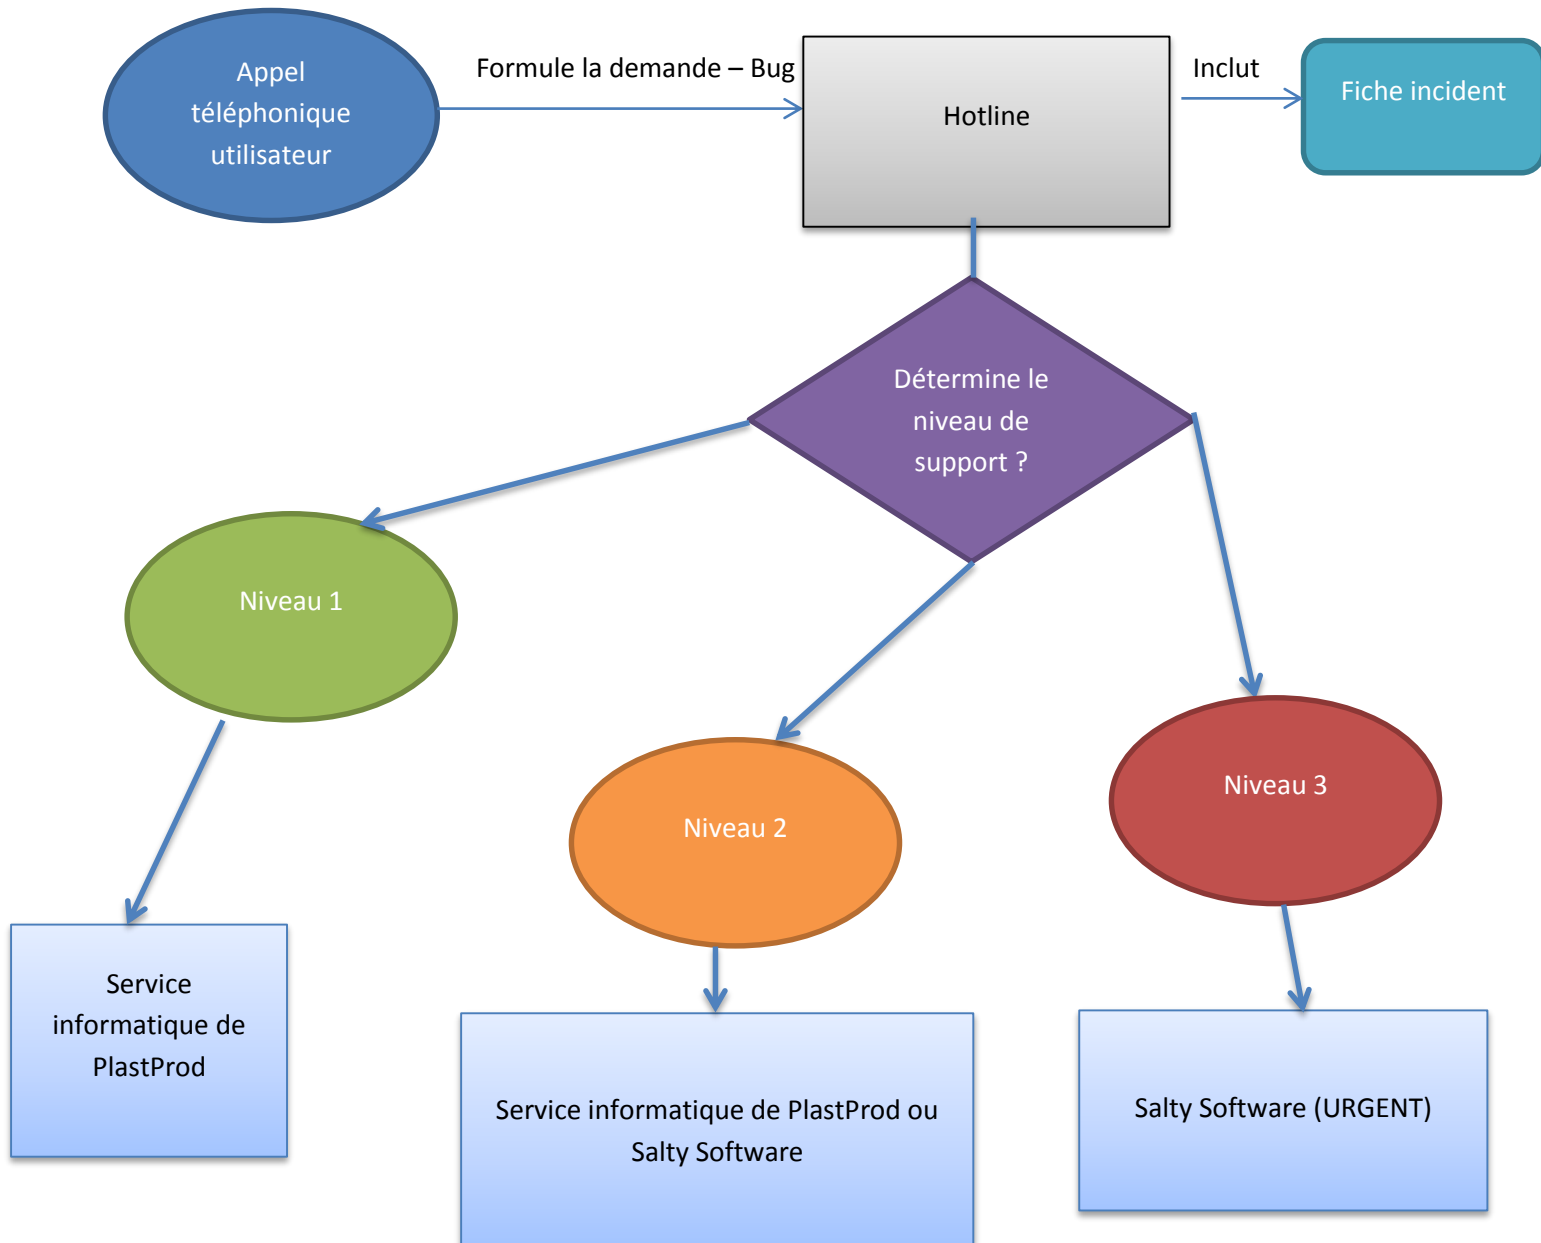 Appel
téléphonique
utilisateur
Formule la demande – Bug
Hotline
Inclut
Fiche incident
Détermine le
niveau de
support ?
Niveau 1
Niveau 2
Niveau 3
Service
informatique de
PlastProd
Service informatique de PlastProd ou
Salty Software
Salty Software (URGENT)